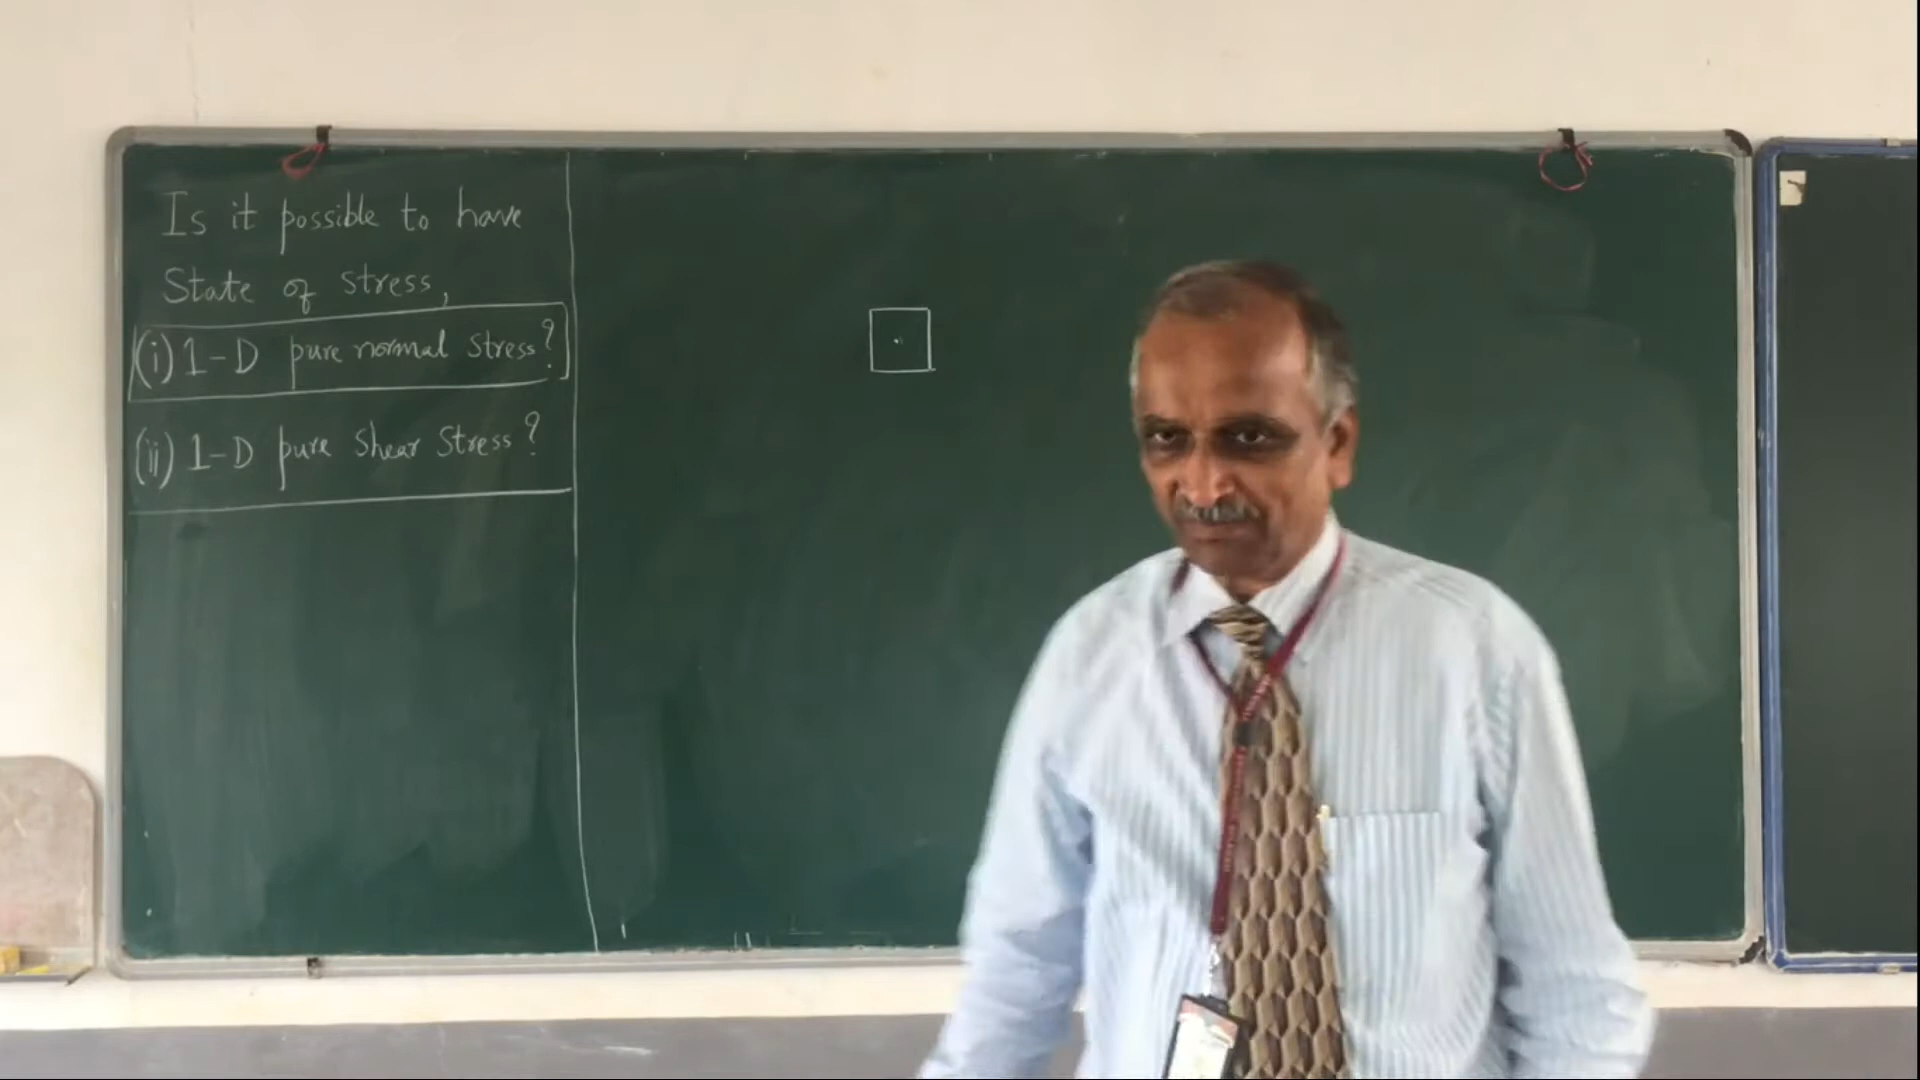 Is it possible to have
State of stress,
(i) 1-D pure normal stress?
(ii) 1-D pure shear stress?